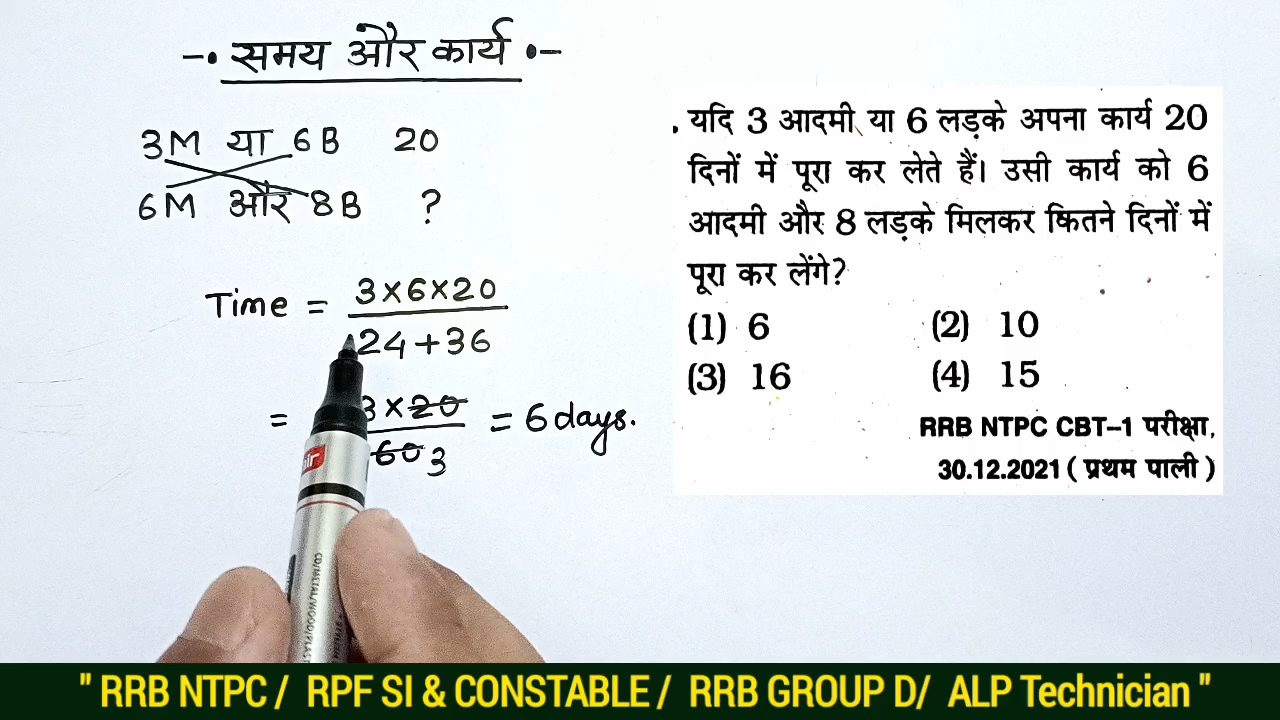 समय और कार्य
3M या 6B 20
6M और 8B ?
Time = 3×6×20
24+36
= 3×20 = 6 days.
60 3
यदि 3 आदमी या 6 लड़के अपना कार्य 20
दिनों में पूरा कर लेते हैं। उसी कार्य को 6
आदमी और 8 लड़के मिलकर कितने दिनों में
पूरा कर लेंगे?
(1) 6 (2) 10
(3) 16 (4) 15
RRB NTPC CBT–1 परीक्षा,
30.12.2021 ( प्रथम पाली )
" RRB NTPC / RPF SI & CONSTABLE / RRB GROUP D/ ALP Technician "